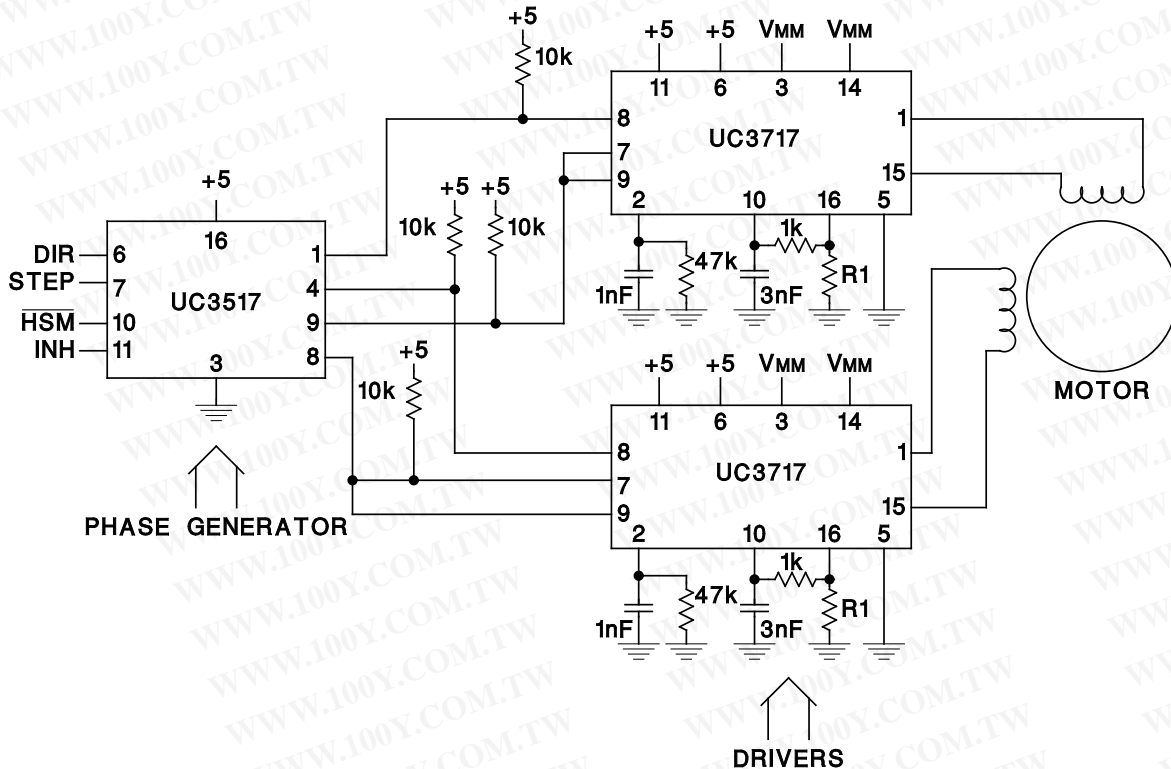 +5
10k
+5 +5 VMM VMM
11 6 3 14
8
UC3717
1
7
9
15
2 10 16 5
1nF
47k
3nF
1k
R1
+5 +5
10k 10k
+5
16
DIR 6
STEP 7
HSM 10
INH 11
UC3517
1
4
9
8
3
+5
10k
PHASE GENERATOR
MOTOR
+5 +5 VMM VMM
11 6 3 14
8
UC3717
1
7
9
15
2 10 16 5
1nF
47k
3nF
1k
R1
DRIVERS
WWW.100Y.COM.TW